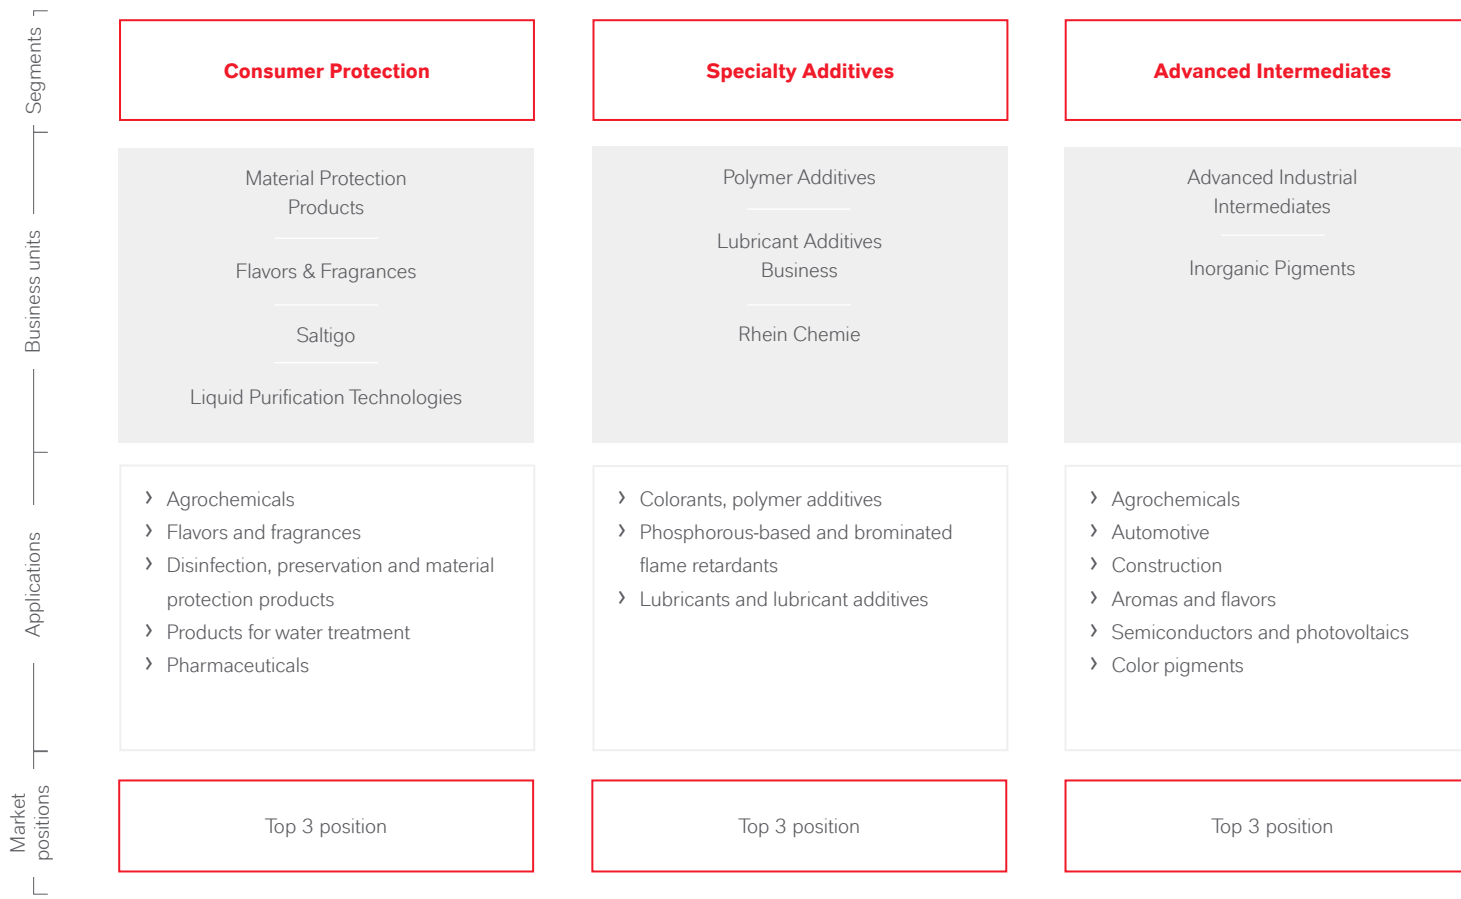 Segments
Consumer Protection
Specialty Additives
Advanced Intermediates
Business units
Material Protection
Products
Flavors & Fragrances
Saltigo
Liquid Purification Technologies
Polymer Additives
Lubricant Additives
Business
Rhein Chemie
Advanced Industrial
Intermediates
Inorganic Pigments
Applications
› Agrochemicals
› Flavors and fragrances
› Disinfection, preservation and material
protection products
› Products for water treatment
› Pharmaceuticals
› Colorants, polymer additives
› Phosphorous-based and brominated
flame retardants
› Lubricants and lubricant additives
› Agrochemicals
› Automotive
› Construction
› Aromas and flavors
› Semiconductors and photovoltaics
› Color pigments
Market
positions
Top 3 position
Top 3 position
Top 3 position